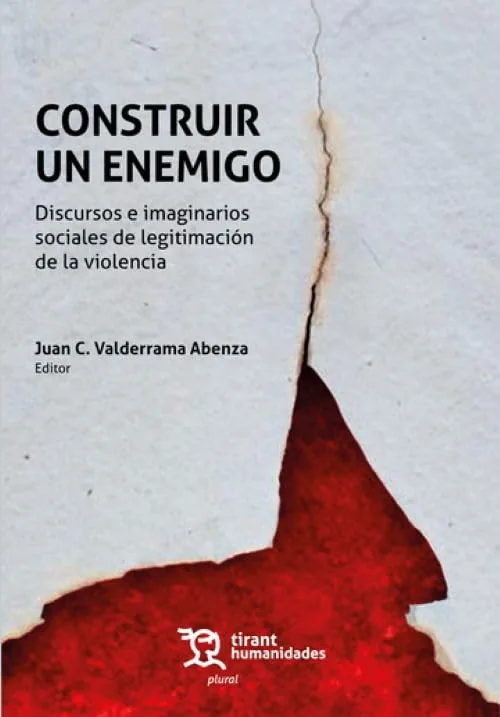 CONSTRUIR
UN ENEMIGO
Discursos e imaginarios
sociales de legitimación
de la violencia
Juan C. Valderrama Abenza
Editor
tirant
humanidades
plural